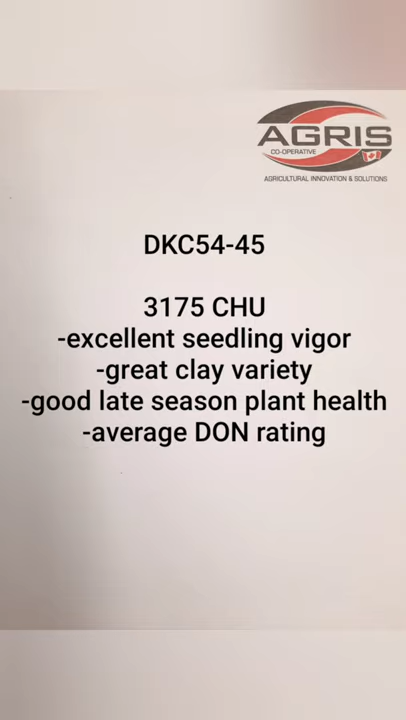 AGRIS
CO-OPERATIVE
AGRICULTURAL INNOVATION & SOLUTIONS
DKC54-45
3175 CHU
-excellent seedling vigor
-great clay variety
-good late season plant health
-average DON rating